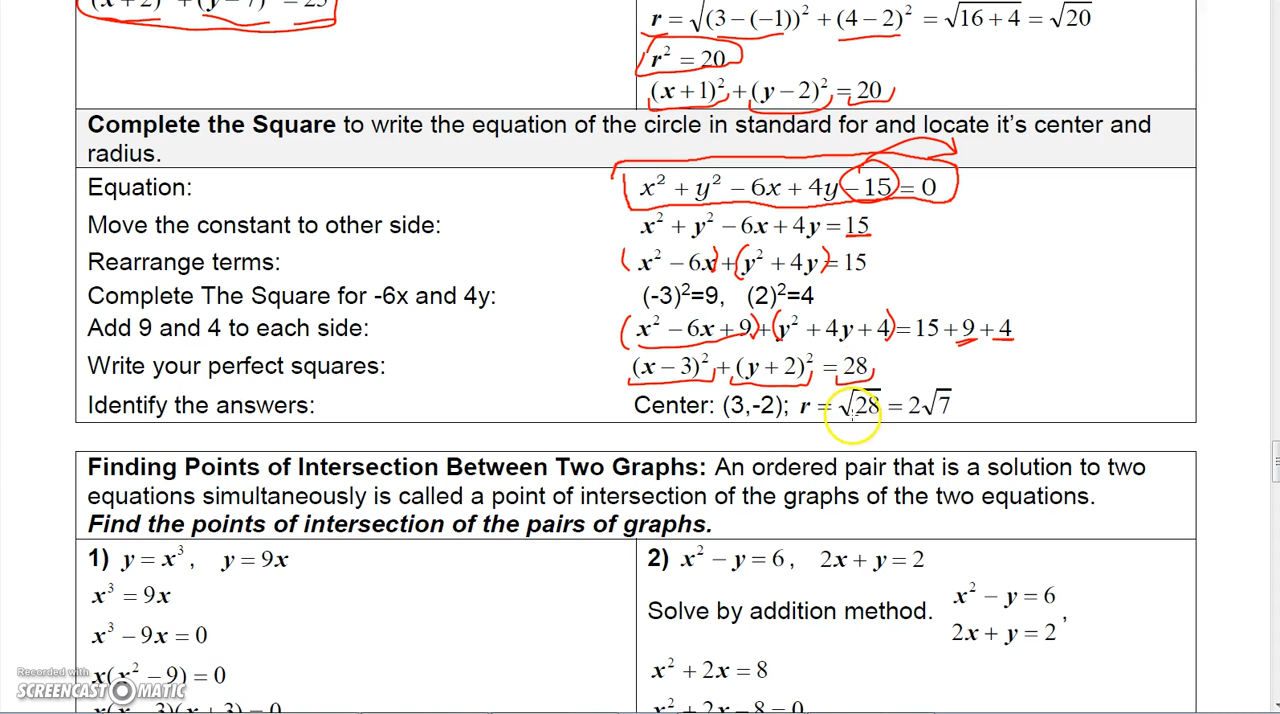 (x + 2)² + (y − 7)² = 25
r = √(3 − (−1))² + (4 − 2)² = √16 + 4 = √20
r² = 20
(x + 1)² + (y − 2)² = 20
Complete the Square to write the equation of the circle in standard for and locate it's center and
radius.
Equation: x² + y² − 6x + 4y − 15 = 0
Move the constant to other side: x² + y² − 6x + 4y = 15
Rearrange terms: (x² − 6x) + (y² + 4y) = 15
Complete The Square for -6x and 4y: (-3)²=9, (2)²=4
Add 9 and 4 to each side: (x² − 6x + 9) + (y² + 4y + 4) = 15 + 9 + 4
Write your perfect squares: (x − 3)² + (y + 2)² = 28
Identify the answers: Center: (3,-2); r = √28 = 2√7
Finding Points of Intersection Between Two Graphs: An ordered pair that is a solution to two
equations simultaneously is called a point of intersection of the graphs of the two equations.
Find the points of intersection of the pairs of graphs.
1) y = x³, y = 9x
x³ = 9x
x³ − 9x = 0
x(x² − 9) = 0
x(x − 3)(x + 3) = 0
2) x² − y = 6, 2x + y = 2
Solve by addition method. x² − y = 6
2x + y = 2 ,
x² + 2x = 8
x² + 2x − 8 = 0
Recorded with
SCREENCAST-O-MATIC